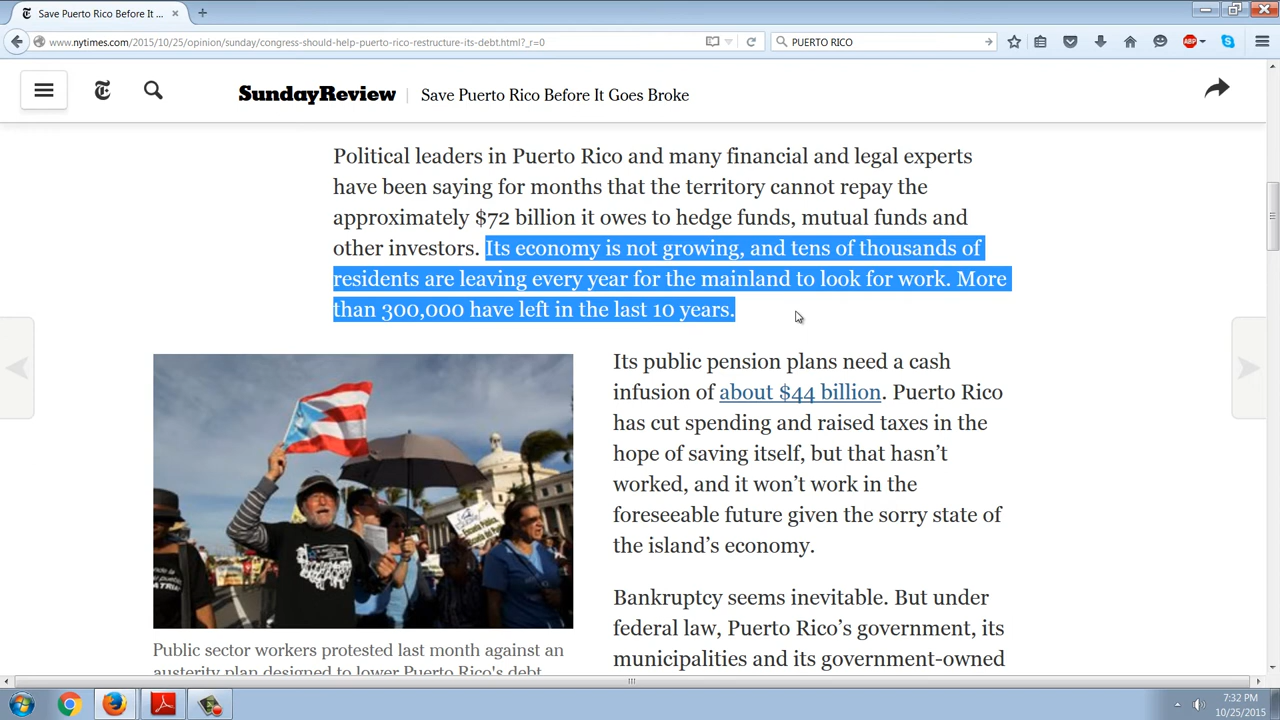 Save Puerto Rico Before It ...
www.nytimes.com/2015/10/25/opinion/sunday/congress-should-help-puerto-rico-restructure-its-debt.html?_r=0
PUERTO RICO
ABP
SundayReview | Save Puerto Rico Before It Goes Broke
Political leaders in Puerto Rico and many financial and legal experts
have been saying for months that the territory cannot repay the
approximately $72 billion it owes to hedge funds, mutual funds and
other investors. Its economy is not growing, and tens of thousands of
residents are leaving every year for the mainland to look for work. More
than 300,000 have left in the last 10 years.
Its public pension plans need a cash
infusion of about $44 billion. Puerto Rico
has cut spending and raised taxes in the
hope of saving itself, but that hasn’t
worked, and it won’t work in the
foreseeable future given the sorry state of
the island’s economy.
Bankruptcy seems inevitable. But under
federal law, Puerto Rico’s government, its
municipalities and its government-owned
Public sector workers protested last month against an
austerity plan designed to lower Puerto Rico's debt
7:32 PM
10/25/2015